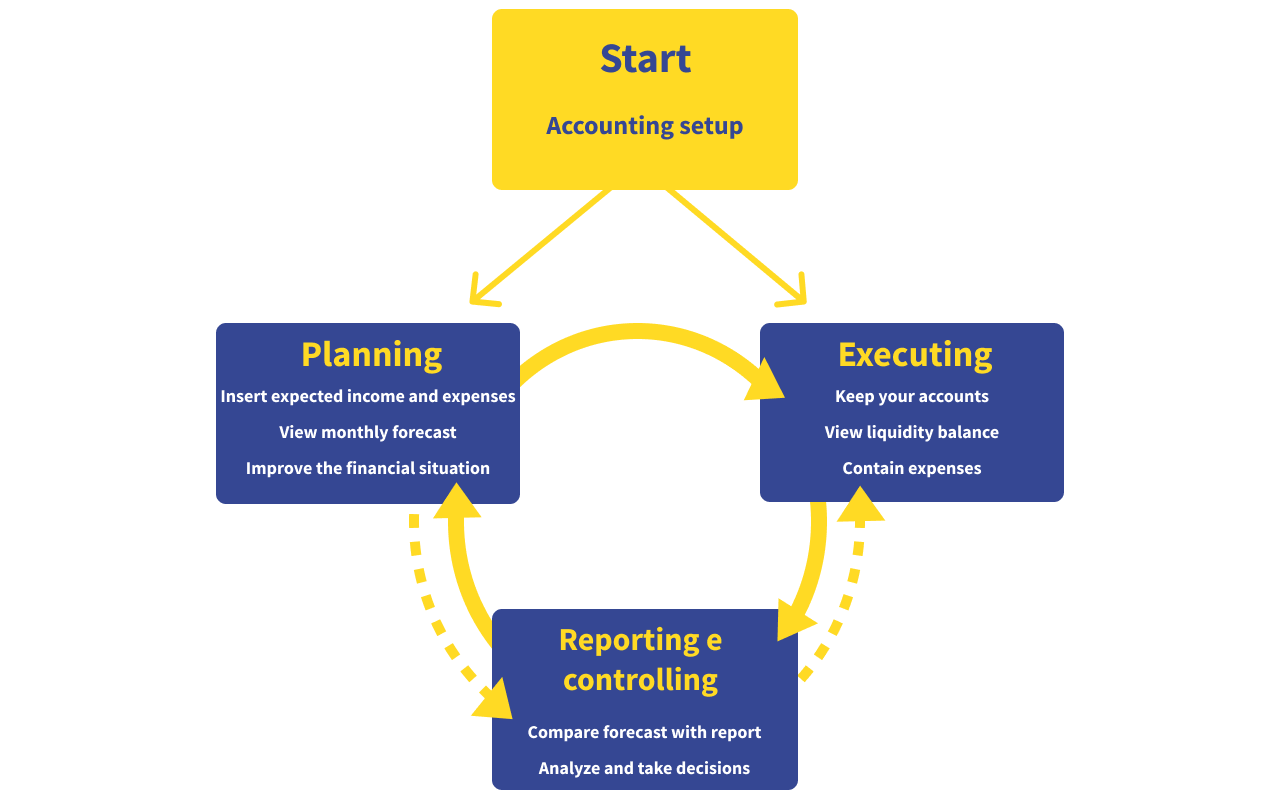 Start
Accounting setup
Planning
Insert expected income and expenses
View monthly forecast
Improve the financial situation
Executing
Keep your accounts
View liquidity balance
Contain expenses
Reporting e
controlling
Compare forecast with report
Analyze and take decisions